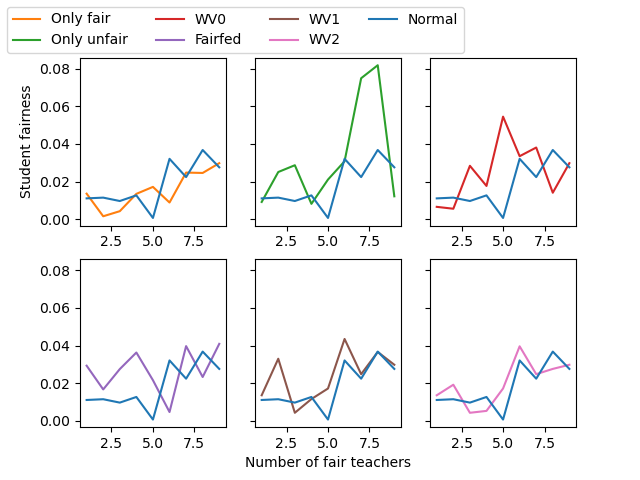 Only fair WV0 WV1 Normal
Only unfair Fairfed WV2
Student fairness
0.08
0.06
0.04
0.02
0.00
2.5 5.0 7.5
2.5 5.0 7.5
2.5 5.0 7.5
0.08
0.06
0.04
0.02
0.00
2.5 5.0 7.5
2.5 5.0 7.5
2.5 5.0 7.5
Number of fair teachers